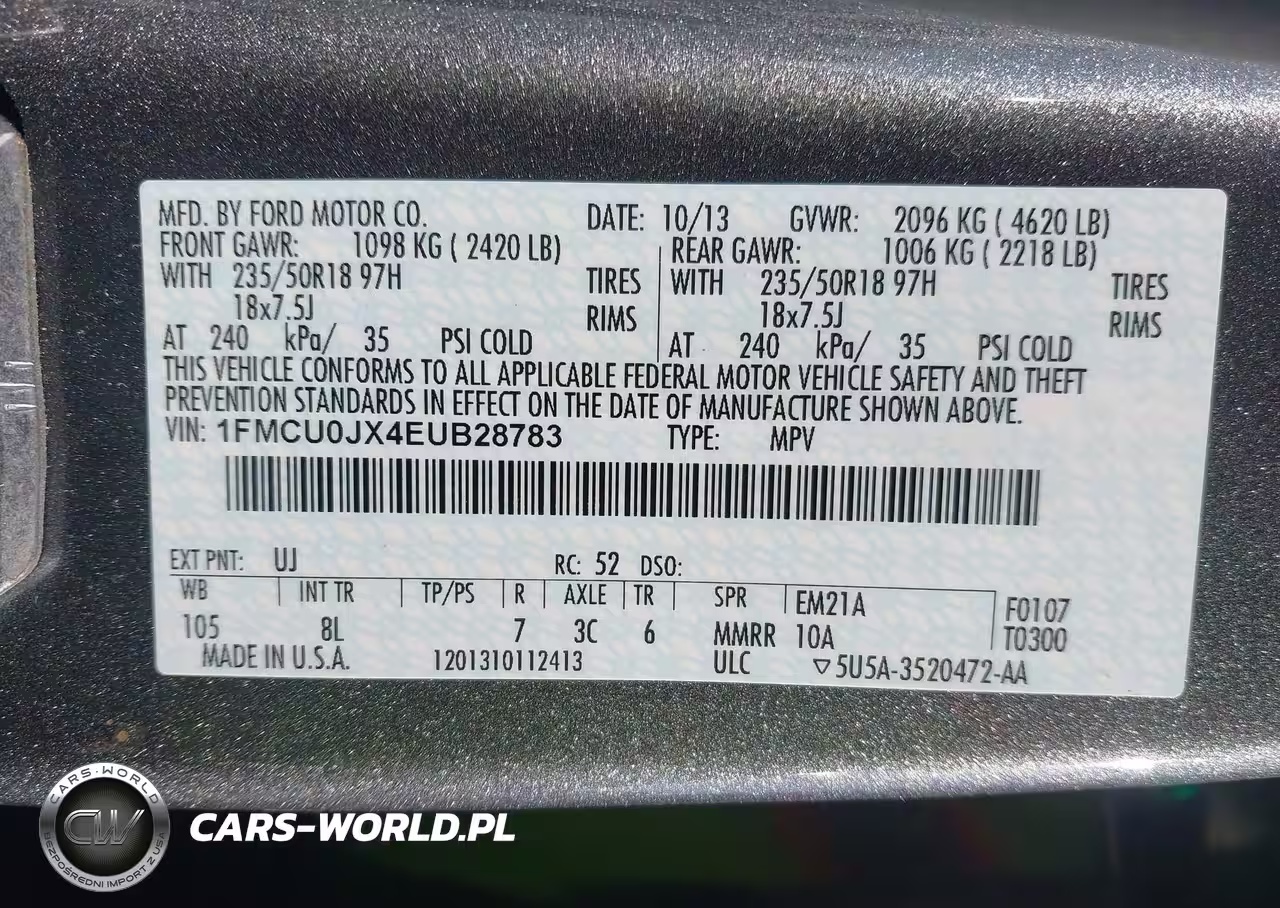 MFD. BY FORD MOTOR CO. DATE: 10/13 GVWR: 2096 KG ( 4620 LB)
FRONT GAWR: 1098 KG ( 2420 LB) REAR GAWR: 1006 KG ( 2218 LB)
WITH 235/50R18 97H TIRES WITH 235/50R18 97H TIRES
18x7.5J RIMS 18x7.5J RIMS
AT 240 kPa/ 35 PSI COLD AT 240 kPa/ 35 PSI COLD
THIS VEHICLE CONFORMS TO ALL APPLICABLE FEDERAL MOTOR VEHICLE SAFETY AND THEFT
PREVENTION STANDARDS IN EFFECT ON THE DATE OF MANUFACTURE SHOWN ABOVE.
VIN: 1FMCU0JX4EUB28783 TYPE: MPV
EXT PNT: UJ RC: 52 DSO:
WB INT TR TP/PS R AXLE TR SPR EM21A F0107
105 8L 7 3C 6 MMRR 10A T0300
MADE IN U.S.A. 1201310112413 ULC ▽5U5A-3520472-AA
CARS-WORLD
CW
BEZPOŚREDNI IMPORT Z USA
CARS-WORLD.PL